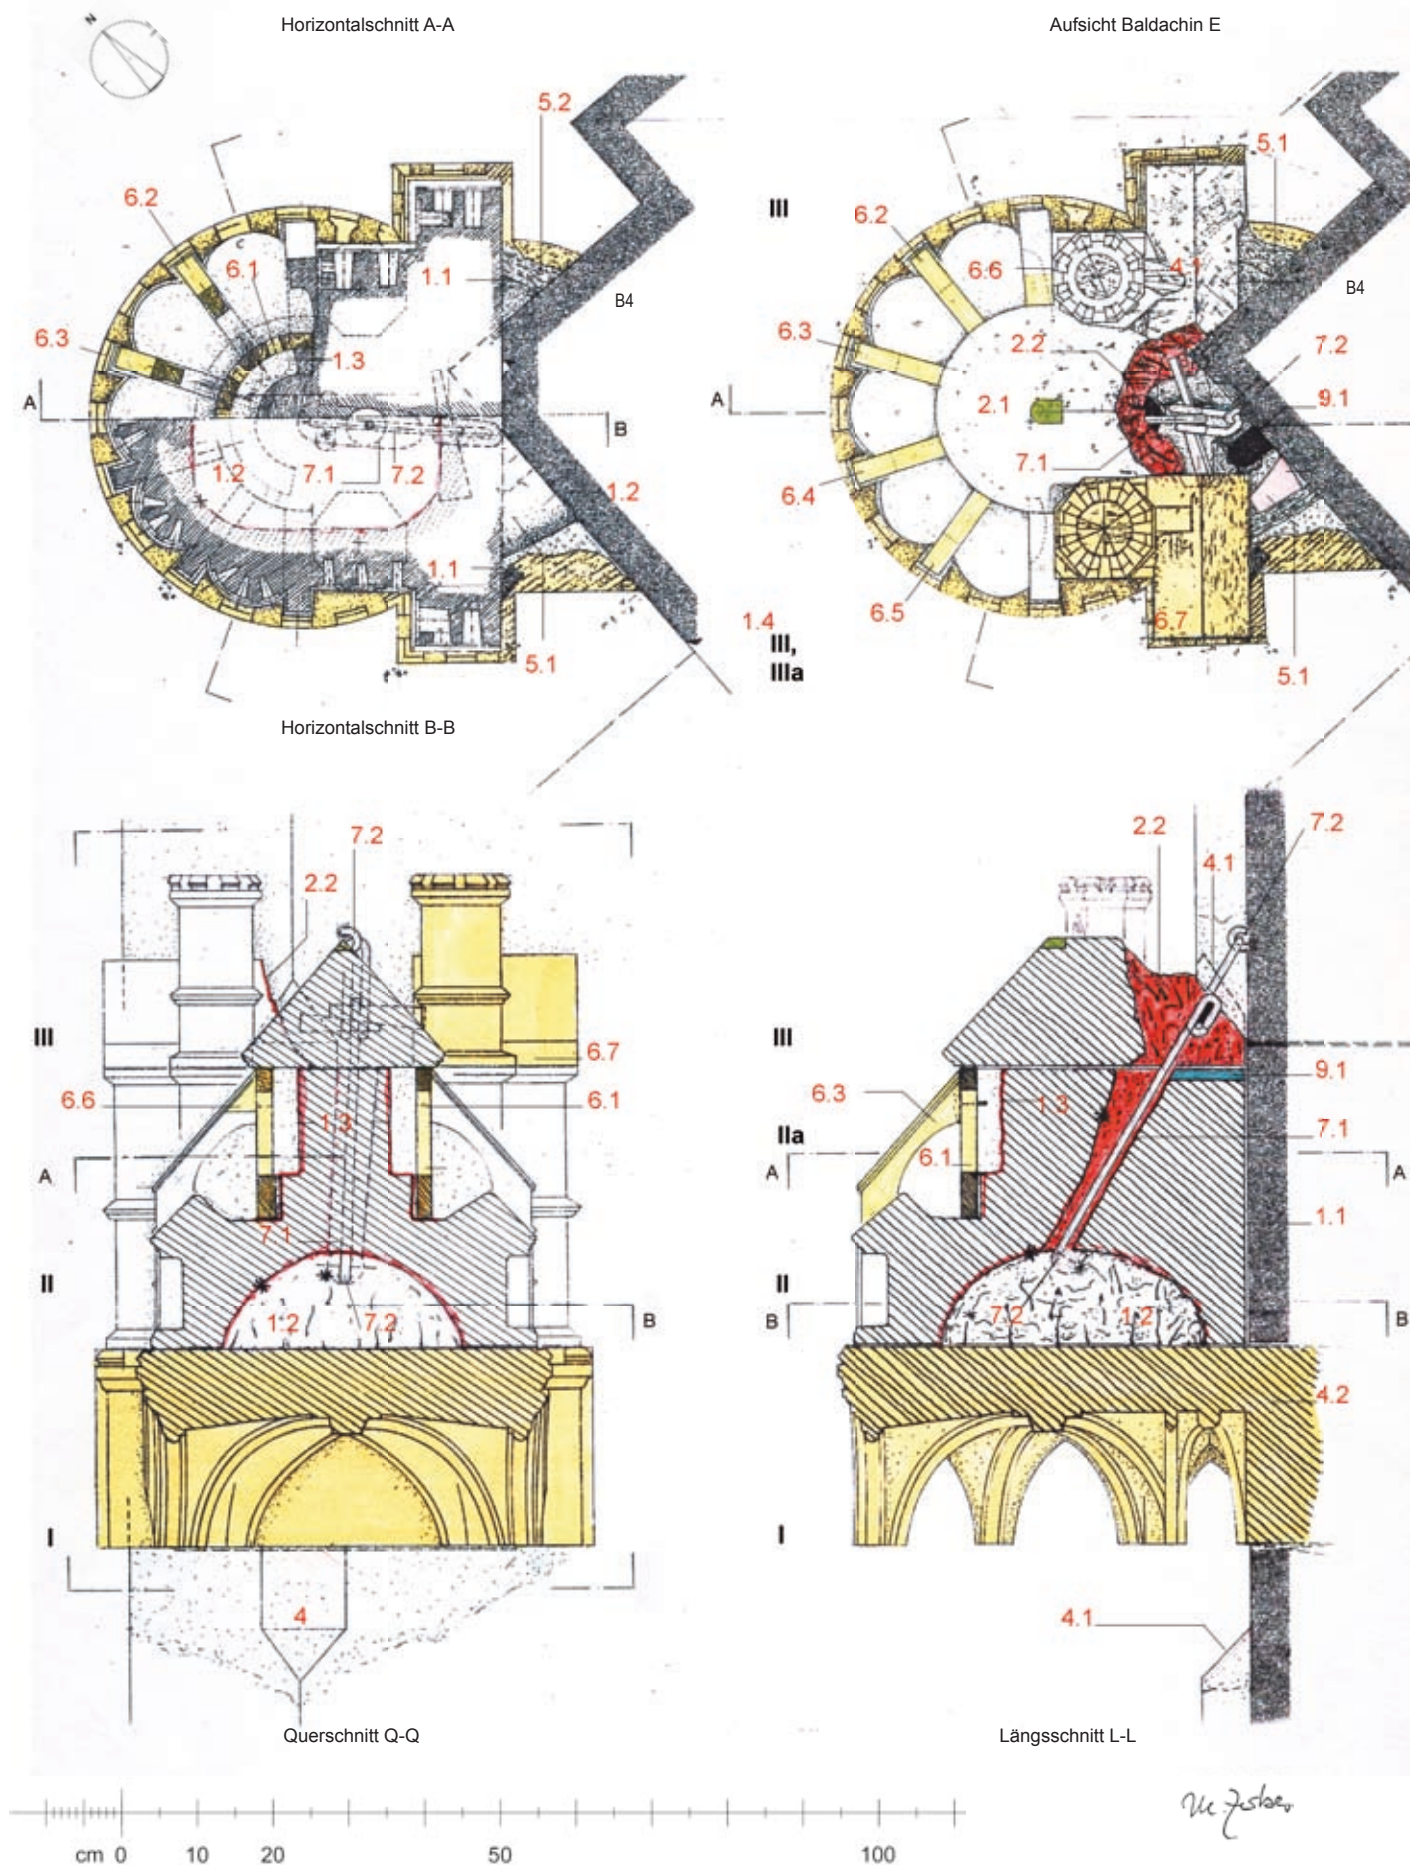 N
Horizontalschnitt A-A
Aufsicht Baldachin E
5.2
6.2
6.1
c
1.1
B4
6.3
1.3
A
B
1.2
7.1
7.2
1.2
1.1
5.1
Horizontalschnitt B-B
III
5.1
6.2
6.6
4.1
B4
6.3
2.2
7.2
A
2.1
9.1
7.1
6.4
6.5
6.7
1.4
III,
IIIa
5.1
7.2
2.2
III
6.7
6.6
6.1
1.3
A
7.1
II
1.2
7.2
B
I
4
Querschnitt Q-Q
2.2
7.2
4.1
III
9.1
6.3
1.3
IIa
7.1
6.1
A
A
1.1
II
B
7.2
1.2
B
4.2
I
4.1
Längsschnitt L-L
cm 0 10 20 50 100